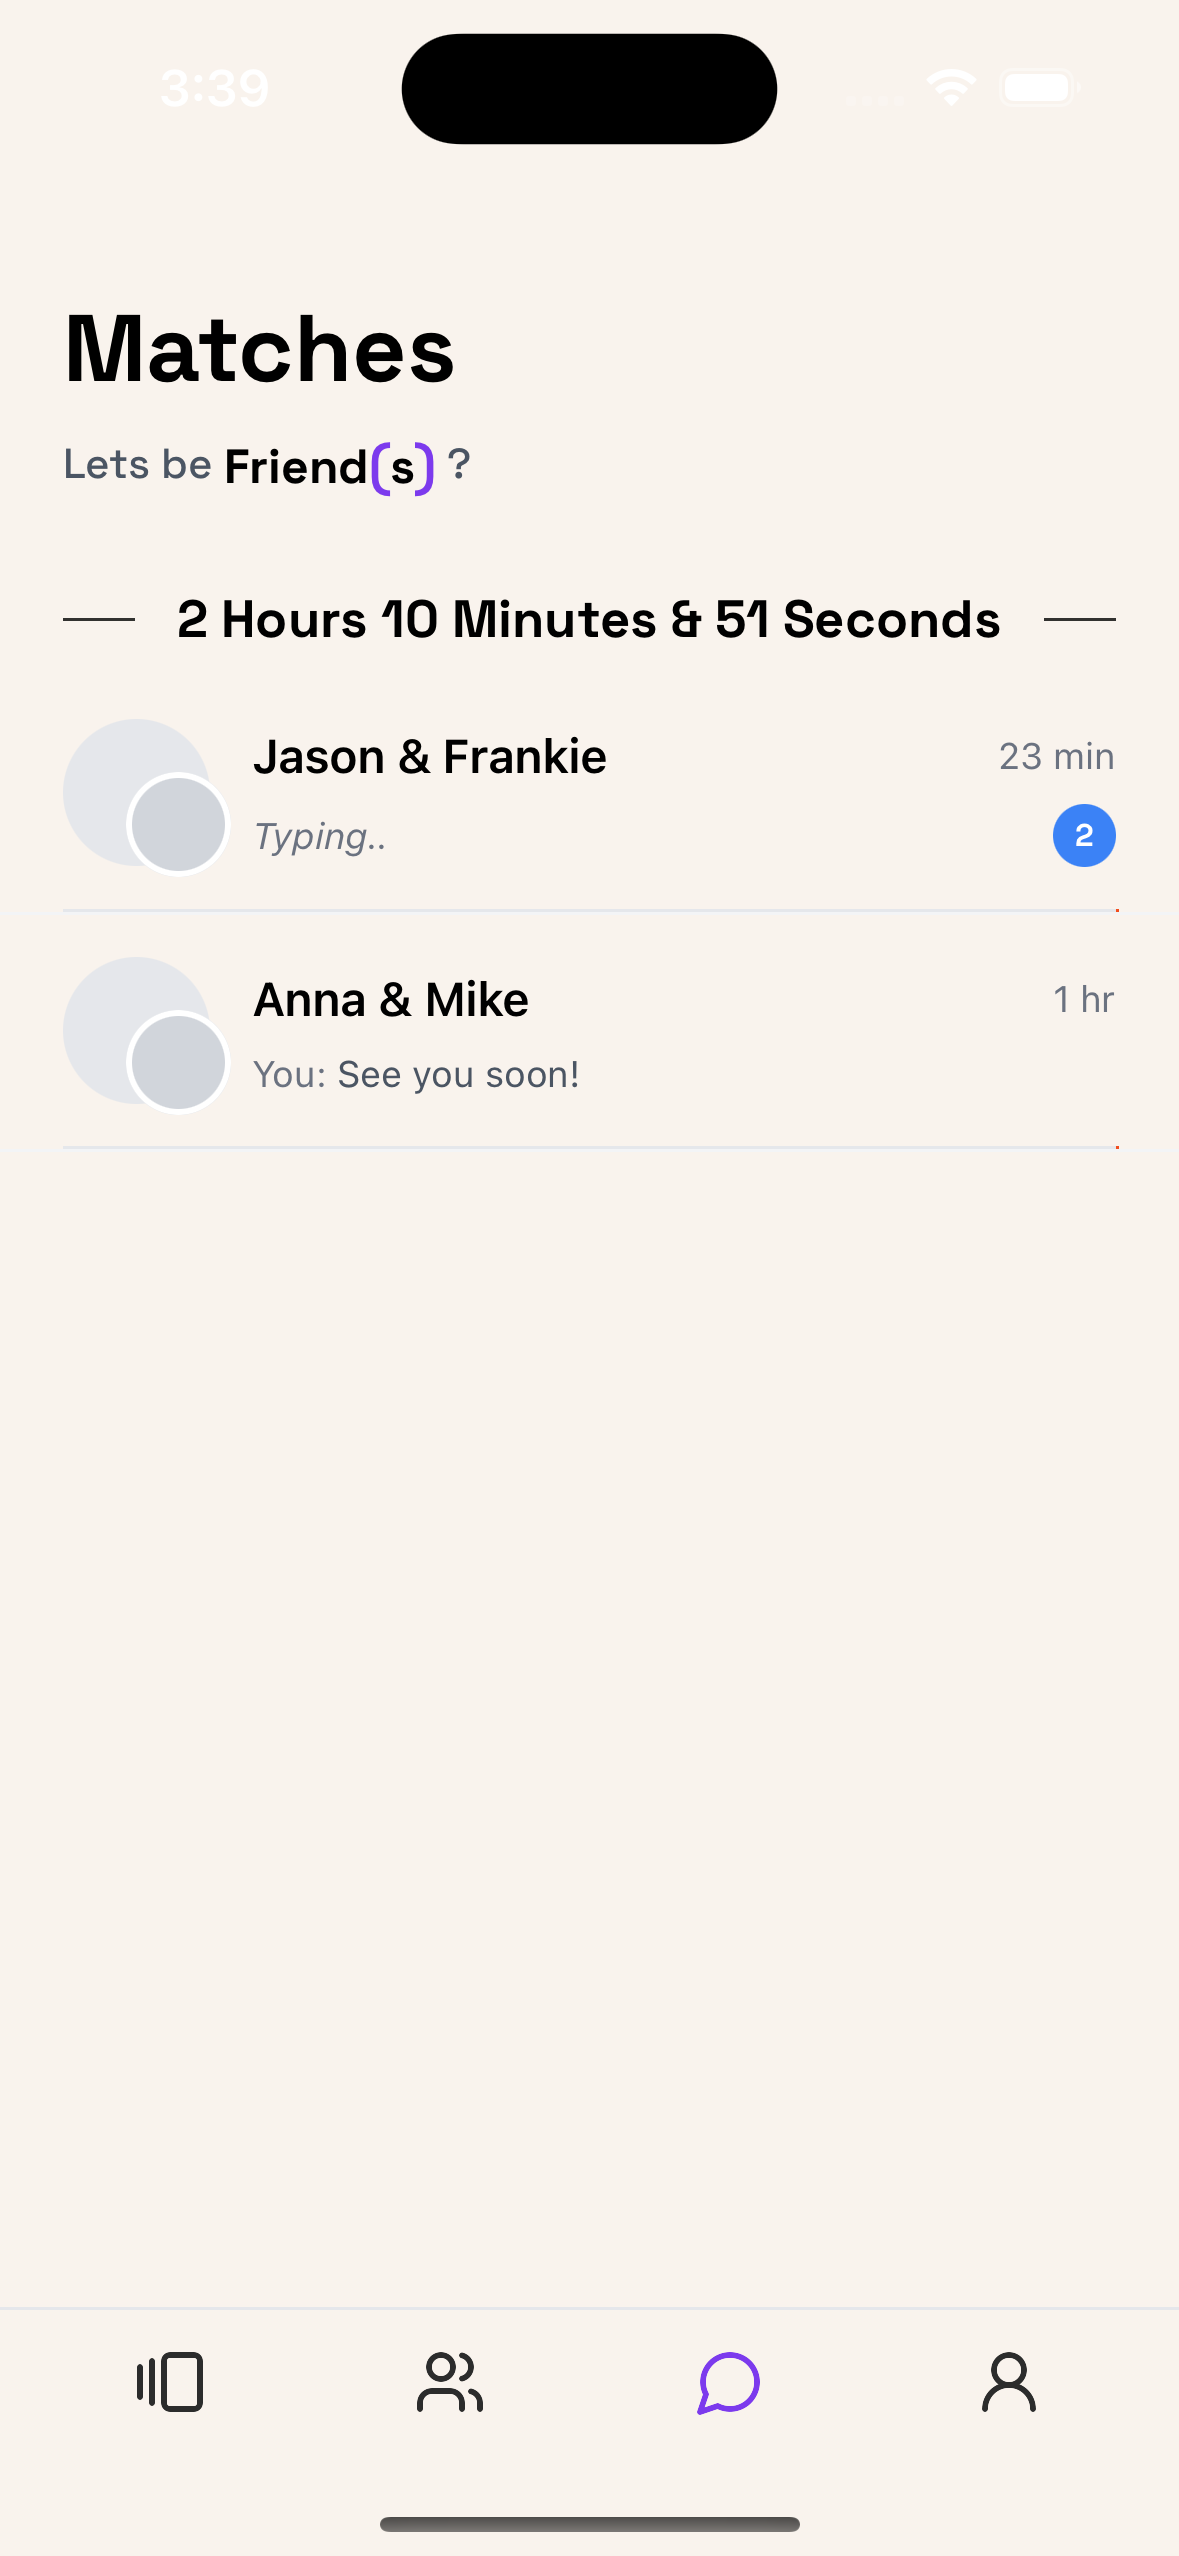 3:39
Matches
Lets be Friend(s) ?
2 Hours 10 Minutes & 51 Seconds
Jason & Frankie
23 min
Typing..
2
Anna & Mike
1 hr
You: See you soon!